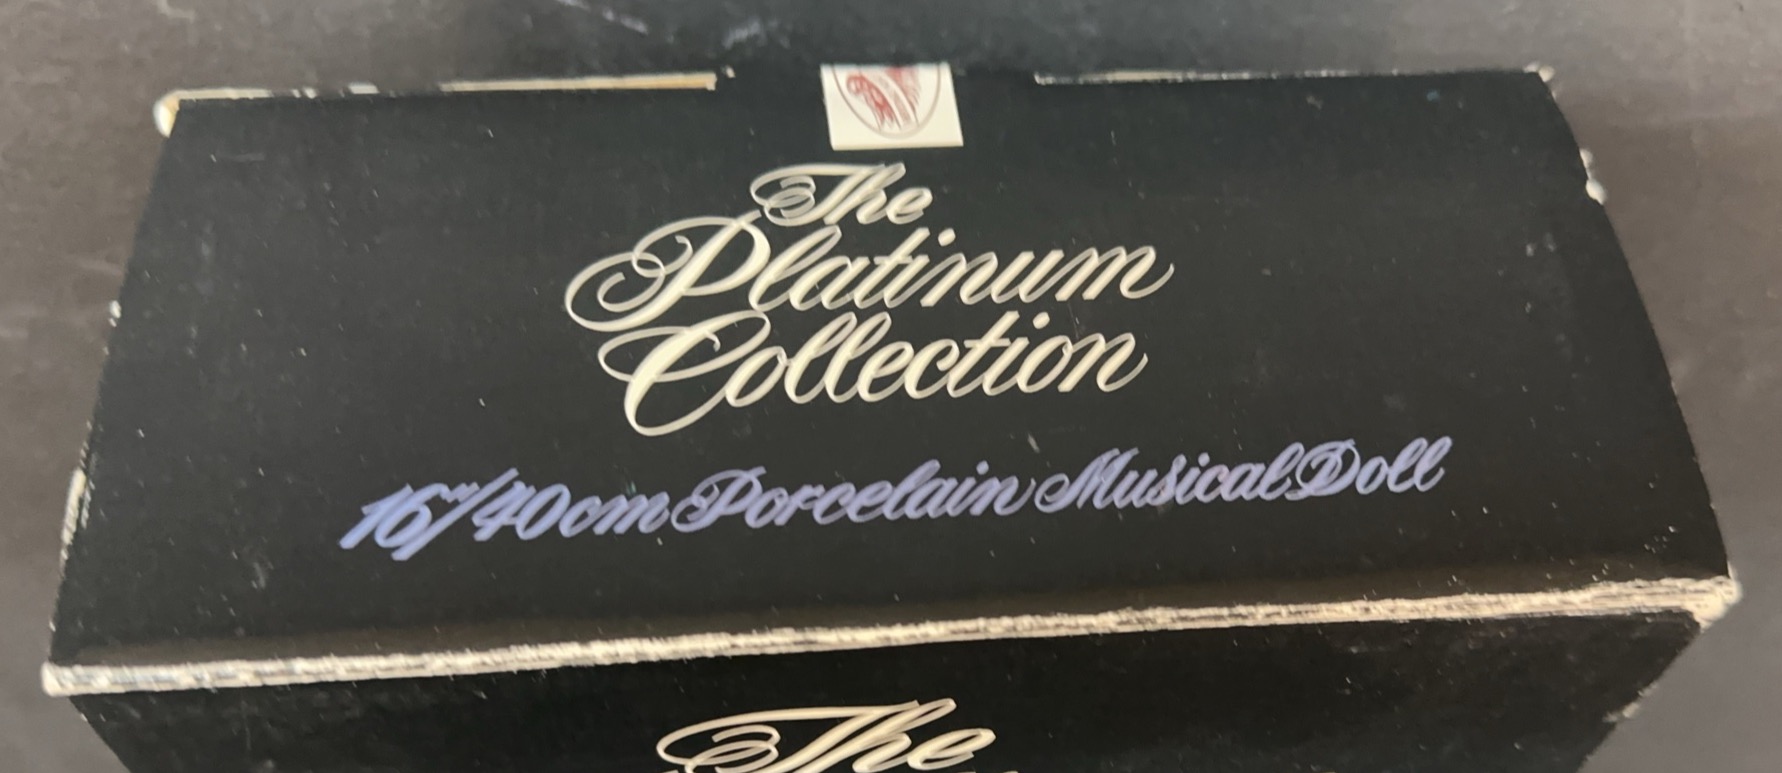 The
Platinum
Collection
16"/40cm Porcelain Musical Doll
The